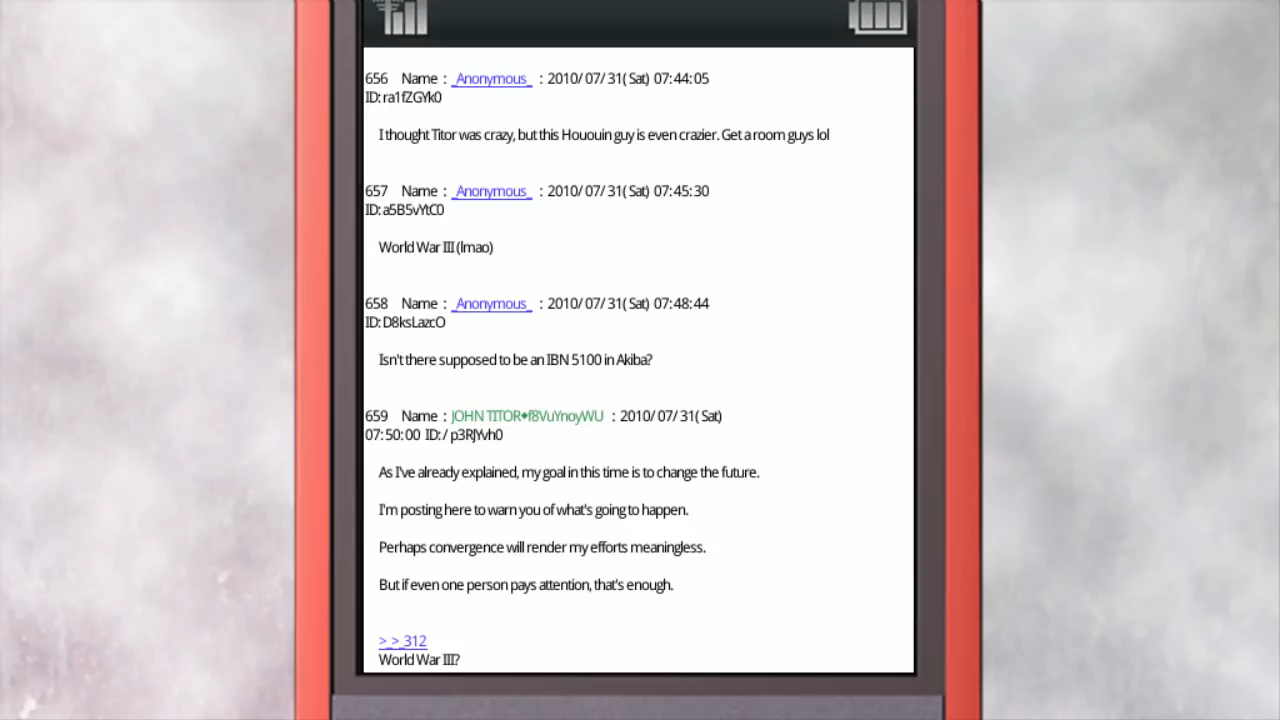 656 Name : _Anonymous_ : 2010/07/31(Sat) 07:44:05
ID:ra1fZGYk0
I thought Titor was crazy, but this Hououin guy is even crazier. Get a room guys lol
657 Name : _Anonymous_ : 2010/07/31(Sat) 07:45:30
ID:a5B5vYtC0
World War III (lmao)
658 Name : _Anonymous_ : 2010/07/31(Sat) 07:48:44
ID:D8ksLazcO
Isn't there supposed to be an IBN 5100 in Akiba?
659 Name : JOHN TITOR◆f8VuYnoyWU : 2010/07/31(Sat)
07:50:00 ID:/p3RJYvh0
As I've already explained, my goal in this time is to change the future.
I'm posting here to warn you of what's going to happen.
Perhaps convergence will render my efforts meaningless.
But if even one person pays attention, that's enough.
>_>_312
World War III?